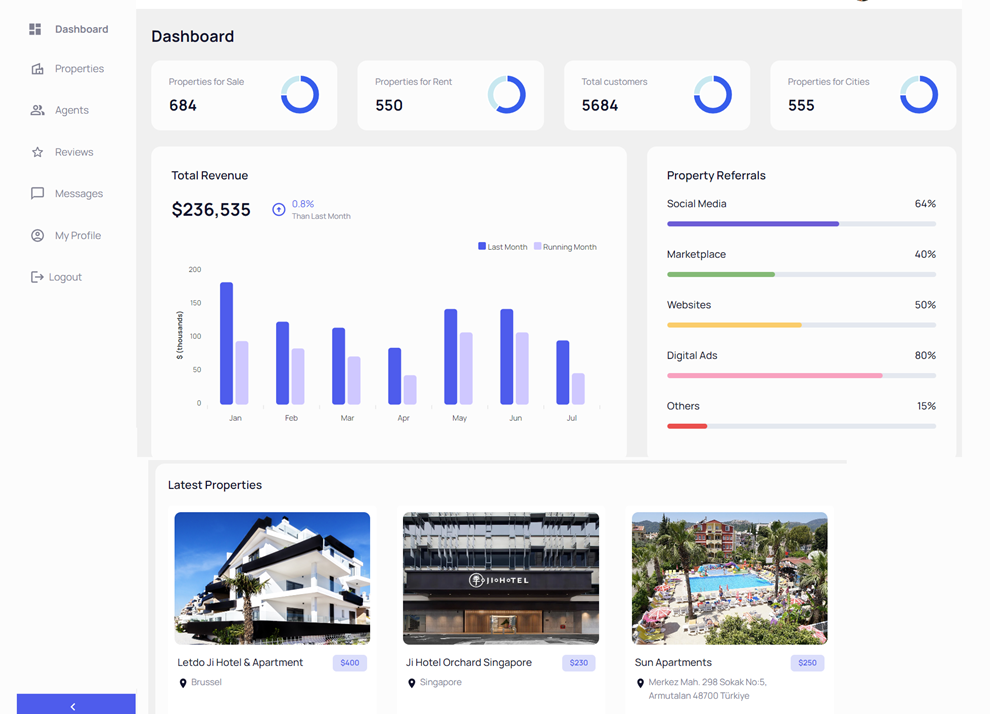 Dashboard
Properties
Agents
Reviews
Messages
My Profile
Logout
Dashboard
Properties for Sale
684
Properties for Rent
550
Total customers
5684
Properties for Cities
555
Total Revenue
$236,535
0.8%
Than Last Month
Last Month Running Month
$ (thousands)
200
150
100
50
0
Jan Feb Mar Apr May Jun Jul
Property Referrals
Social Media 64%
Marketplace 40%
Websites 50%
Digital Ads 80%
Others 15%
Latest Properties
JI HOTEL
Letdo Ji Hotel & Apartment $400
Brussel
Ji Hotel Orchard Singapore $230
Singapore
Sun Apartments $250
Merkez Mah. 298 Sokak No:5,
Armutalan 48700 Türkiye